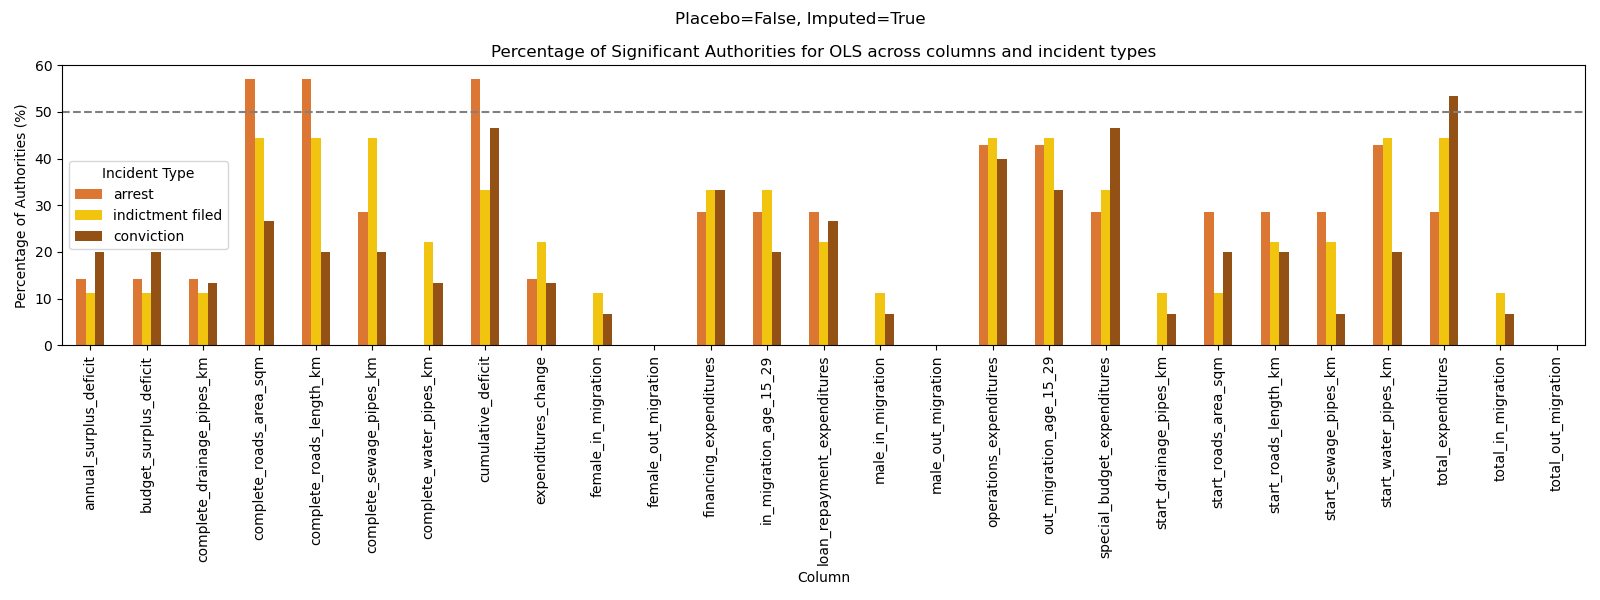 Placebo=False, Imputed=True
Percentage of Significant Authorities for OLS across columns and incident types
Percentage of Authorities (%)
60
50
40
30
20
10
0
Incident Type
arrest
indictment filed
conviction
annual_surplus_deficit
budget_surplus_deficit
complete_drainage_pipes_km
complete_roads_area_sqm
complete_roads_length_km
complete_sewage_pipes_km
complete_water_pipes_km
cumulative_deficit
expenditures_change
female_in_migration
female_out_migration
financing_expenditures
in_migration_age_15_29
loan_repayment_expenditures
male_in_migration
male_out_migration
operations_expenditures
out_migration_age_15_29
special_budget_expenditures
start_drainage_pipes_km
start_roads_area_sqm
start_roads_length_km
start_sewage_pipes_km
start_water_pipes_km
total_expenditures
total_in_migration
total_out_migration
Column